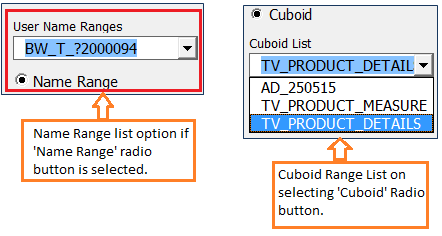 User Name Ranges
BW_T_?2000094
Name Range
Name Range list option if
'Name Range' radio
button is selected.
Cuboid
Cuboid List
TV_PRODUCT_DETAIL
AD_250515
TV_PRODUCT_MEASURE
TV_PRODUCT_DETAILS
Cuboid Range List on
selecting 'Cuboid' Radio
button.